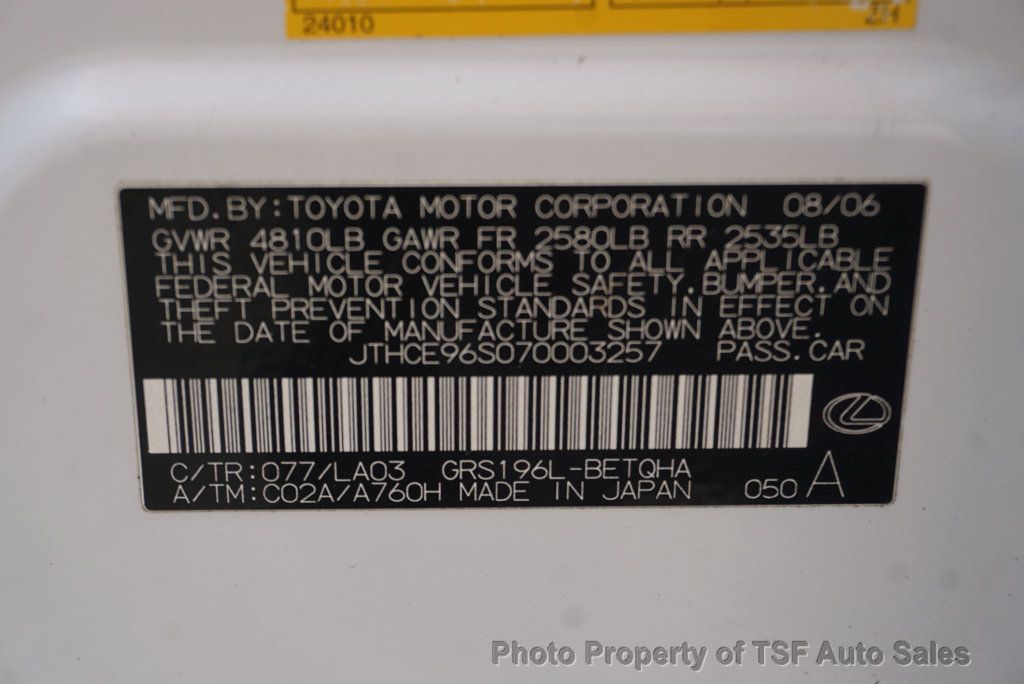 24010
MFD.BY:TOYOTA MOTOR CORPORATION 08/06
GVWR 4810LB GAWR FR 2580LB RR 2535LB
THIS VEHICLE CONFORMS TO ALL APPLICABLE
FEDERAL MOTOR VEHICLE SAFETY,BUMPER,AND
THEFT PREVENTION STANDARDS IN EFFECT ON
THE DATE OF MANUFACTURE SHOWN ABOVE.
JTHCE96S070003257 PASS.CAR
C/TR:077/LA03 GRS196L-BETQHA
A/TM:C02A/A760H MADE IN JAPAN 050 A
Photo Property of TSF Auto Sales